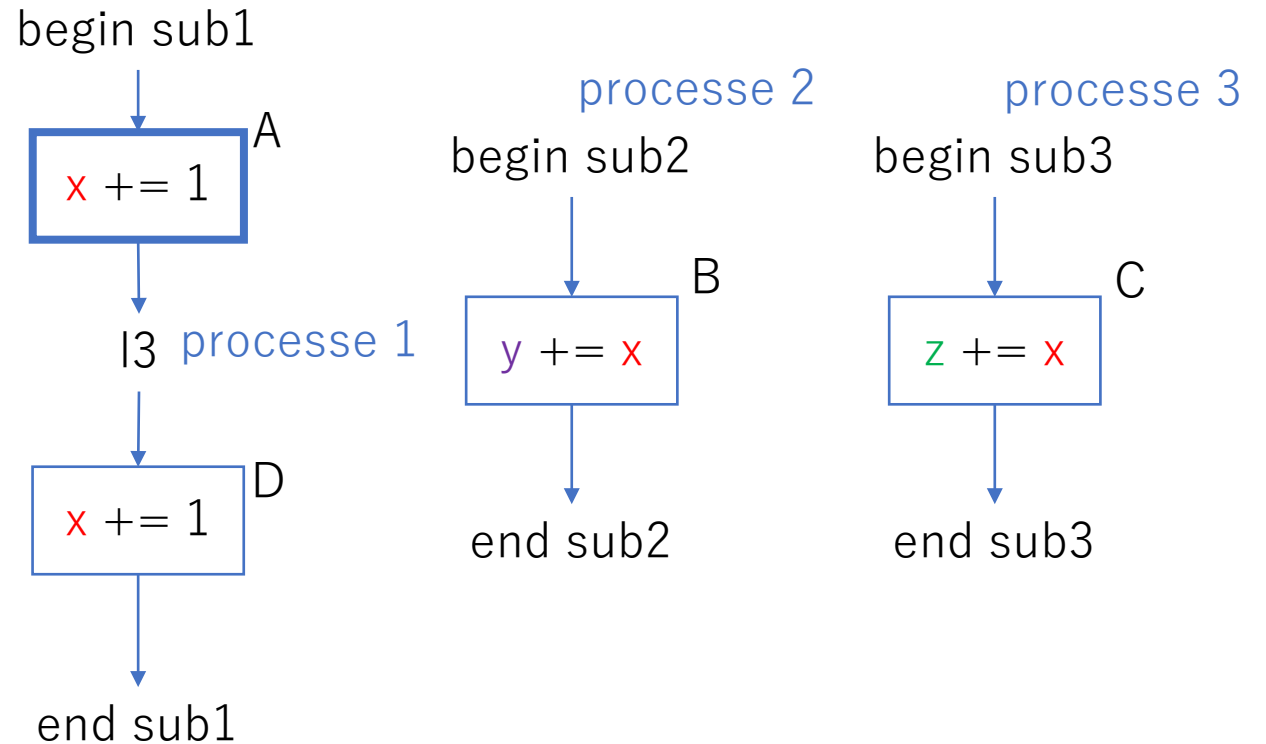 begin sub1
A
x += 1
l3
processe 1
D
x += 1
end sub1
processe 2
begin sub2
B
y += x
end sub2
processe 3
begin sub3
C
z += x
end sub3